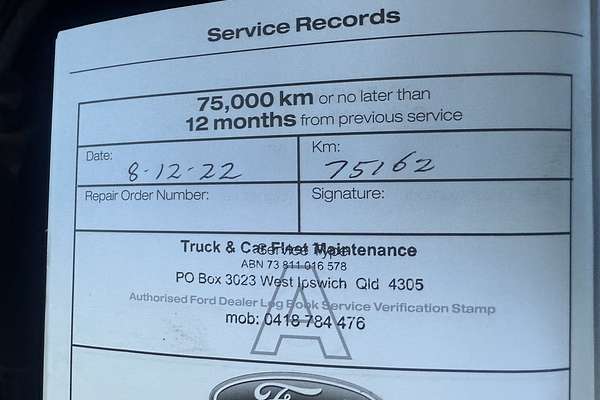 Service Records
75,000 km or no later than
12 months from previous service
Date: 8-12-22
Km: 75162
Repair Order Number:
Signature:
Service Type
Truck & Car Fleet Maintenance
ABN 73 811 016 578
PO Box 3023 West Ipswich Qld 4305
Authorised Ford Dealer Log Book Service Verification Stamp
A
mob: 0418 784 476